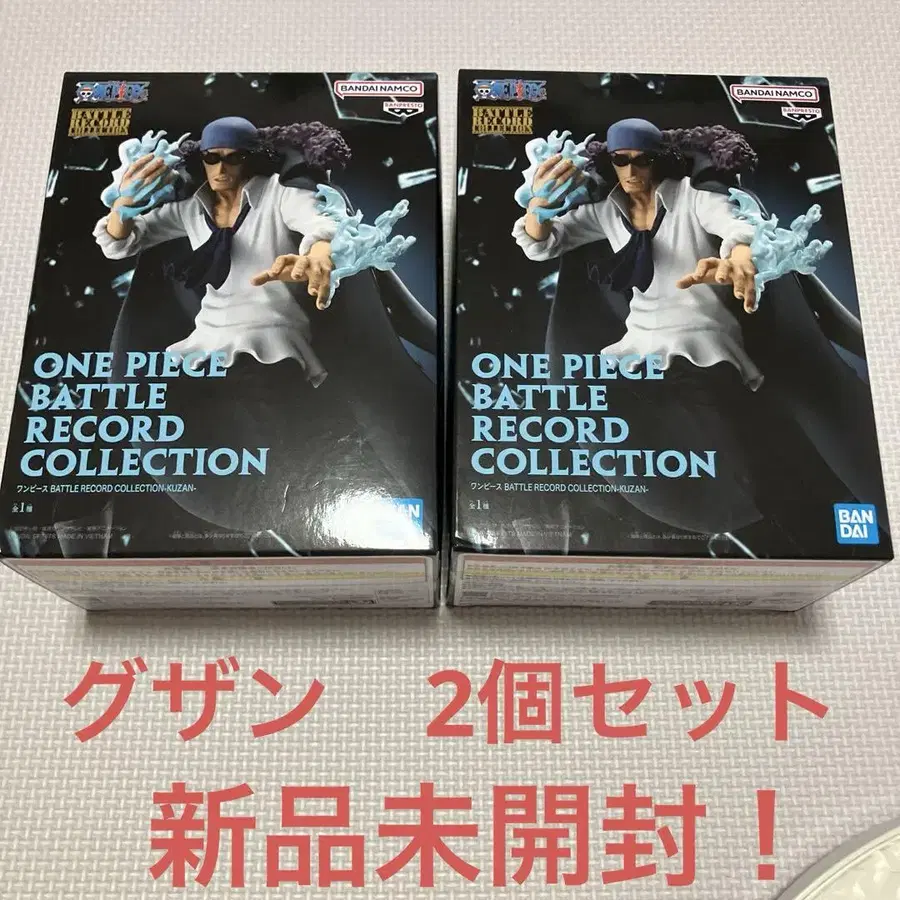 ONE PIECE
BATTLE
RECORD
COLLECTION
BANDAI NAMCO
BANPRESTO
ONE PIECE
BATTLE
RECORD
COLLECTION
ワンピース BATTLE RECORD COLLECTION-KUZAN-
全1種
BANDAI
ONE PIECE
BATTLE
RECORD
COLLECTION
BANDAI NAMCO
BANPRESTO
ONE PIECE
BATTLE
RECORD
COLLECTION
ワンピース BATTLE RECORD COLLECTION-KUZAN-
全1種
BAN
DAI
グザン 2個セット
新品未開封！